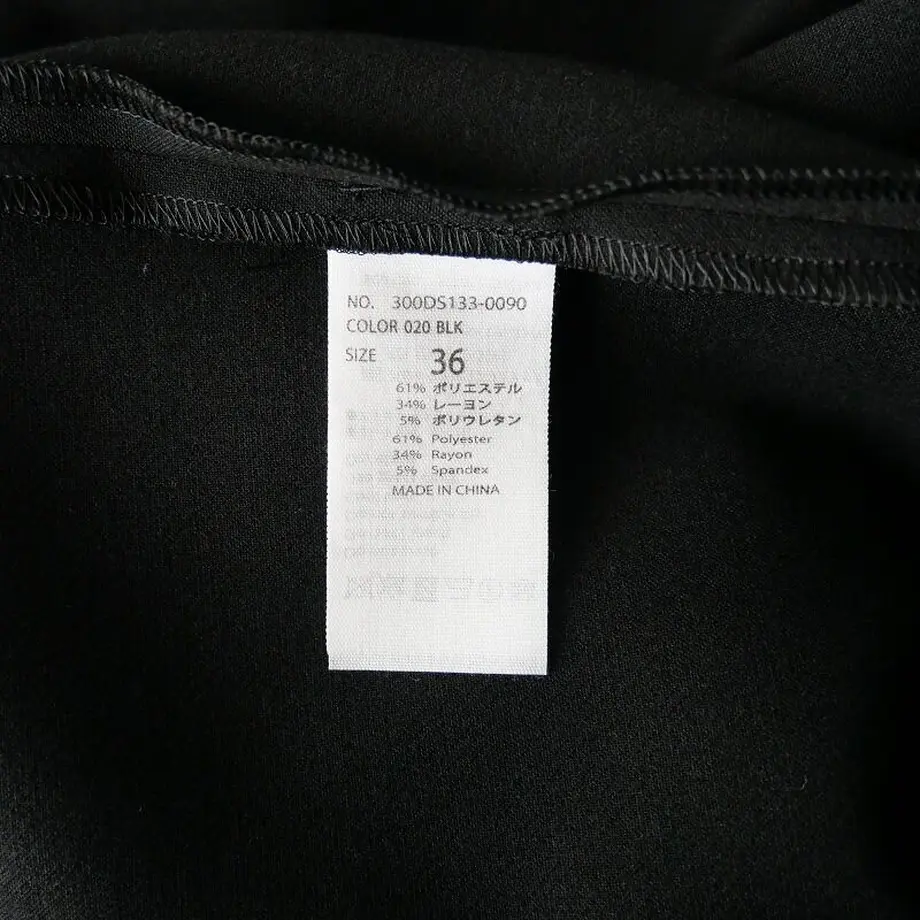 NO. 300DS133-0090
COLOR 020 BLK
SIZE 36
61% ポリエステル
34% レーヨン
5% ポリウレタン
61% Polyester
34% Rayon
5% Spandex
MADE IN CHINA